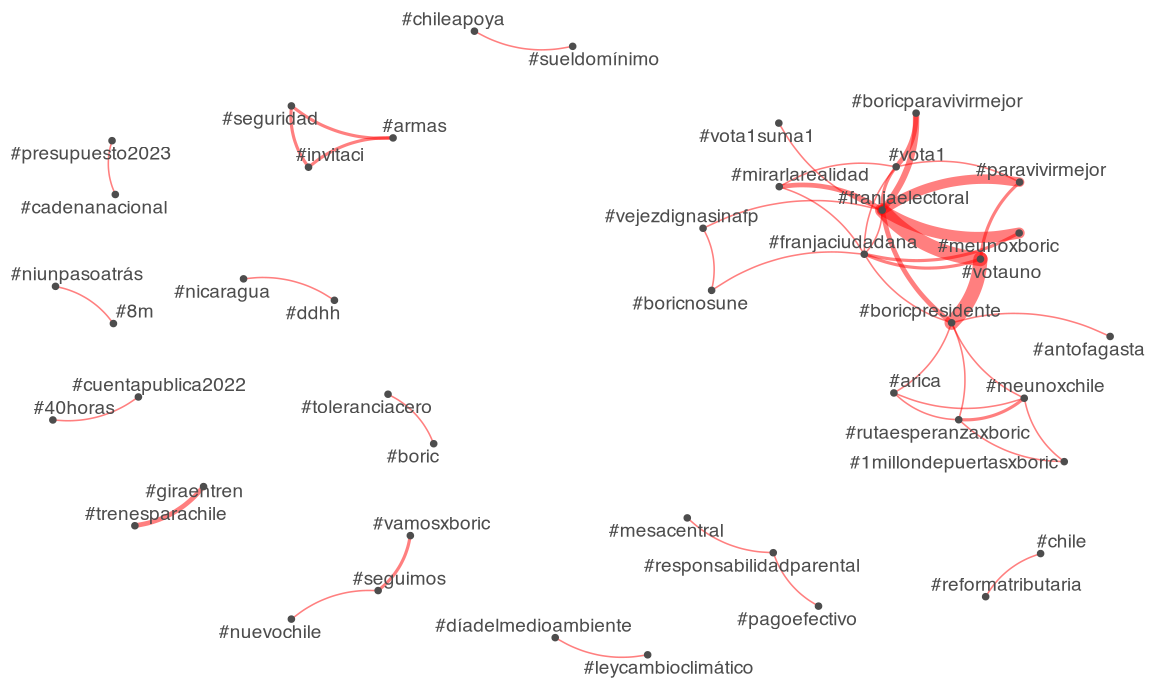 #chileapoya
#sueldomínimo
#boricparavivirmejor
#seguridad
#armas
#vota1suma1
#presupuesto2023
#invitaci
#vota1
#paravivirmejor
#mirarlarealidad
#franjaelectoral
#cadenanacional
#vejezdignasinafp
#franjaciudadana
#meunoxboric
#niunpasoatrás
#votauno
#nicaragua
#boricnosune
#8m
#ddhh
#boricpresidente
#antofagasta
#cuentapublica2022
#arica
#meunoxchile
#40horas
#toleranciacero
#rutaesperanzaxboric
#boric
#1millondepuertasxboric
#giraentren
#trenesparachile
#vamosxboric
#mesacentral
#chile
#responsabilidadparental
#seguimos
#reformatributaria
#pagoefectivo
#nuevochile
#díadelmedioambiente
#leycambioclimático